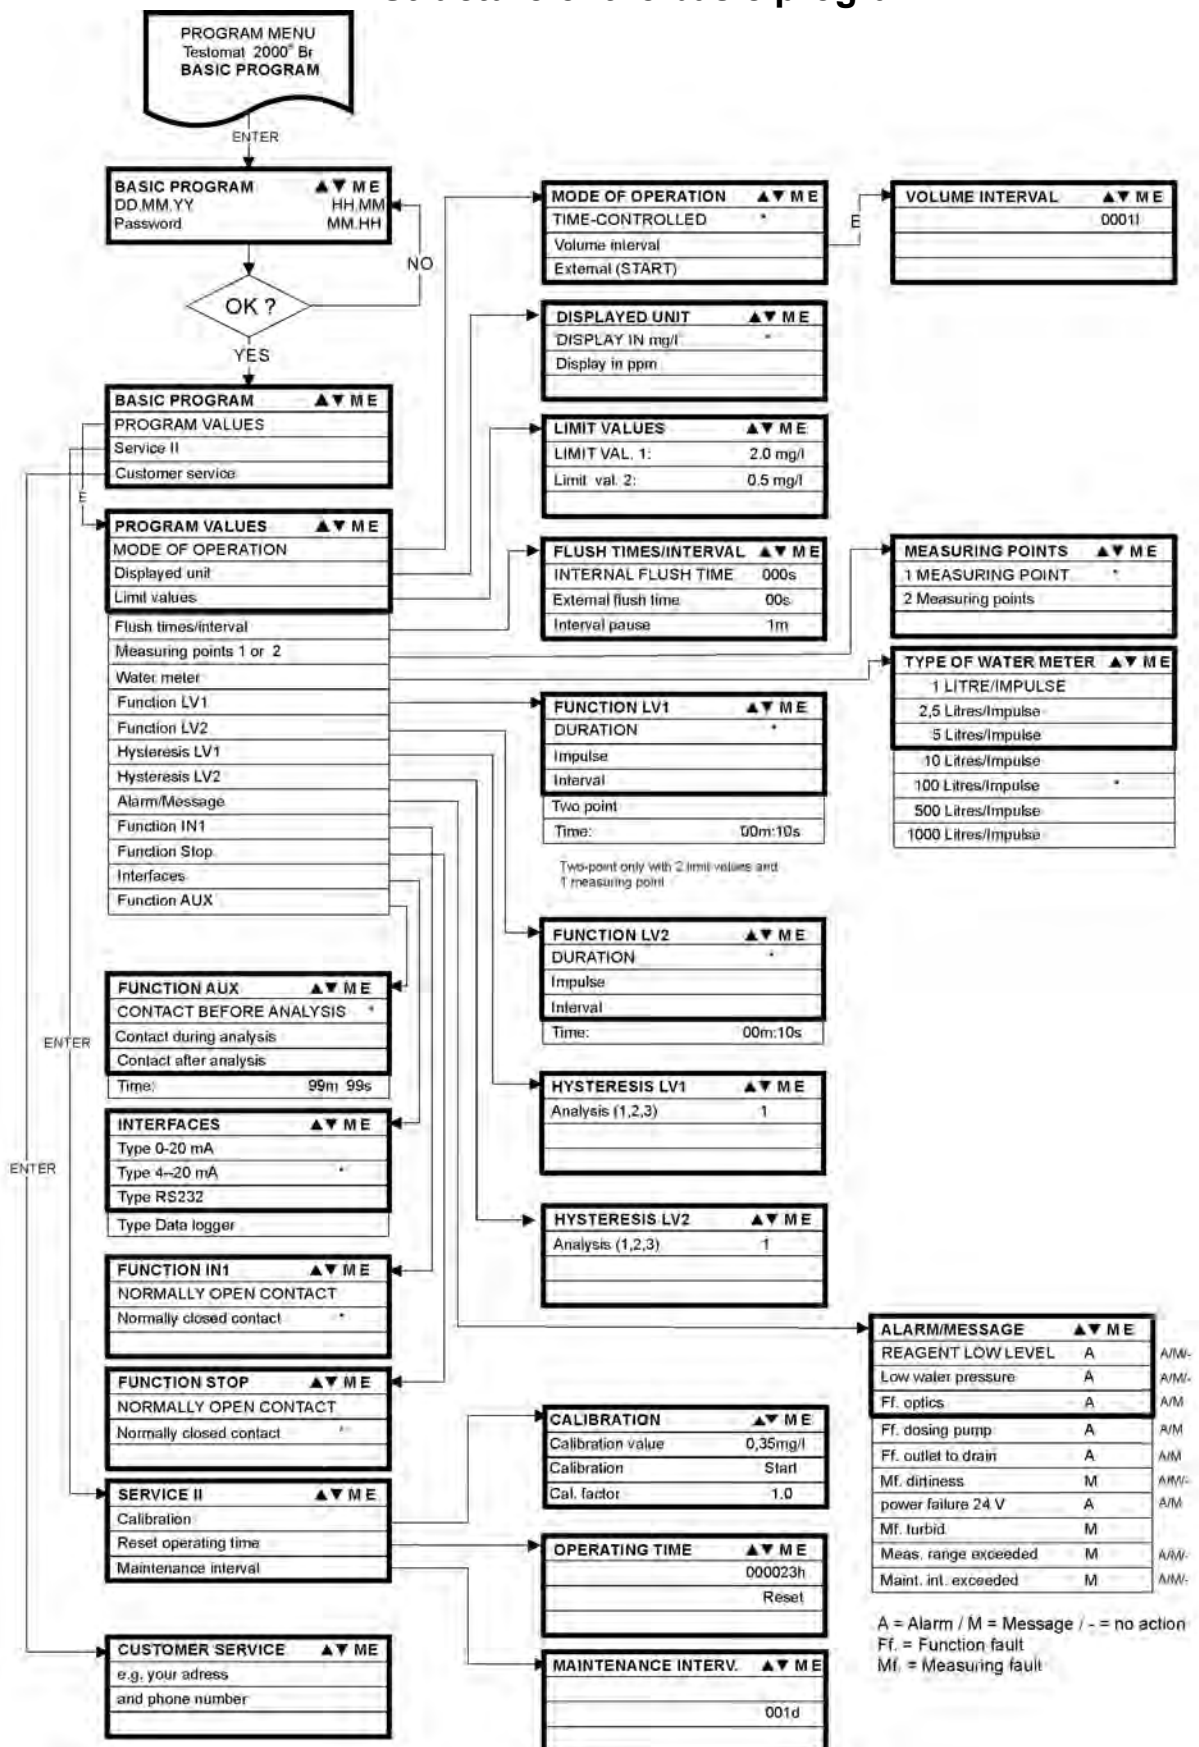 PROGRAM MENU
Testomat 2000® Br
BASIC PROGRAM
ENTER
BASIC PROGRAM ▲▼ M E
DD.MM.YY HH.MM
Password MM.HH
NO
OK ?
YES
BASIC PROGRAM ▲▼ M E
PROGRAM VALUES
Service II
Customer service
E
PROGRAM VALUES ▲▼ M E
MODE OF OPERATION
Displayed unit
Limit values
Flush times/interval
Measuring points 1 or 2
Water meter
Function LV1
Function LV2
Hysteresis LV1
Hysteresis LV2
Alarm/Message
Function IN1
Function Stop
Interfaces
Function AUX
FUNCTION AUX ▲▼ M E
CONTACT BEFORE ANALYSIS *
Contact during analysis
Contact after analysis
Time: 99m 99s
ENTER
INTERFACES ▲▼ M E
Type 0-20 mA
Type 4--20 mA *
Type RS232
Type Data logger
ENTER
FUNCTION IN1 ▲▼ M E
NORMALLY OPEN CONTACT
Normally closed contact *
FUNCTION STOP ▲▼ M E
NORMALLY OPEN CONTACT
Normally closed contact *
SERVICE II ▲▼ M E
Calibration
Reset operating time
Maintenance interval
CUSTOMER SERVICE ▲▼ ME
e.g. your adress
and phone number
MODE OF OPERATION ▲▼ M E
TIME-CONTROLLED *
Volume interval
External (START)
E
VOLUME INTERVAL ▲▼ M E
0001l
DISPLAYED UNIT ▲▼ M E
DISPLAY IN mg/l *
Display in ppm
LIMIT VALUES ▲▼ M E
LIMIT VAL. 1: 2.0 mg/l
Limit val. 2: 0.5 mg/l
FLUSH TIMES/INTERVAL ▲▼ M E
INTERNAL FLUSH TIME 000s
External flush time 00s
Interval pause 1m
MEASURING POINTS ▲▼ M E
1 MEASURING POINT *
2 Measuring points
TYPE OF WATER METER ▲▼ M E
1 LITRE/IMPULSE
2,5 Litres/Impulse
5 Litres/Impulse
10 Litres/Impulse
100 Litres/Impulse *
500 Litres/Impulse
1000 Litres/Impulse
FUNCTION LV1 ▲▼ M E
DURATION *
Impulse
Interval
Two point
Time: 00m:10s
Two-point only with 2 limit values and
1 measuring point
FUNCTION LV2 ▲▼ M E
DURATION *
Impulse
Interval
Time: 00m:10s
HYSTERESIS LV1 ▲▼ M E
Analysis (1,2,3) 1
HYSTERESIS LV2 ▲▼ M E
Analysis (1,2,3) 1
ALARM/MESSAGE ▲▼ M E
REAGENT LOW LEVEL A A/M/-
Low water pressure A A/M/-
Ff. optics A A/M
Ff. dosing pump A A/M
Ff. outlet to drain A A/M
Mf. dirtiness M A/M/-
power failure 24 V A A/M
Mf. turbid M
Meas. range exceeded M A/M/-
Maint. int. exceeded M A/M/-
A = Alarm / M = Message / - = no action
Ff. = Function fault
Mf. = Measuring fault
CALIBRATION ▲▼ M E
Calibration value 0,35mg/l
Calibration Start
Cal. factor 1.0
OPERATING TIME ▲▼ M E
000023h
Reset
MAINTENANCE INTERV. ▲▼ M E
001d